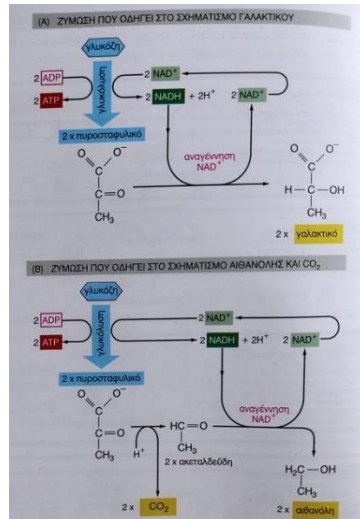 (Α) ΖΥΜΩΣΗ ΠΟΥ ΟΔΗΓΕΙ ΣΤΟ ΣΧΗΜΑΤΙΣΜΟ ΓΑΛΑΚΤΙΚΟΥ
γλυκόζη
2 ADP
2 ATP
γλυκόλυση
2 NAD⁺
2 NADH + 2H⁺
2 NAD⁺
2 x πυροσταφυλικό
αναγέννηση
NAD⁺
O O⁻
C
C=O
CH₃
O O⁻
C
H-C-OH
CH₃
2 x γαλακτικό
(Β) ΖΥΜΩΣΗ ΠΟΥ ΟΔΗΓΕΙ ΣΤΟ ΣΧΗΜΑΤΙΣΜΟ ΑΙΘΑΝΟΛΗΣ ΚΑΙ CO₂
γλυκόζη
2 ADP
2 ATP
γλυκόλυση
2 NAD⁺
2 NADH + 2H⁺
2 NAD⁺
2 x πυροσταφυλικό
αναγέννηση
NAD⁺
O O⁻
C
C=O
CH₃
H⁺
HC=O
CH₃
2 x ακεταλδεΰδη
H₂C-OH
CH₃
2 x CO₂
2 x αιθανόλη